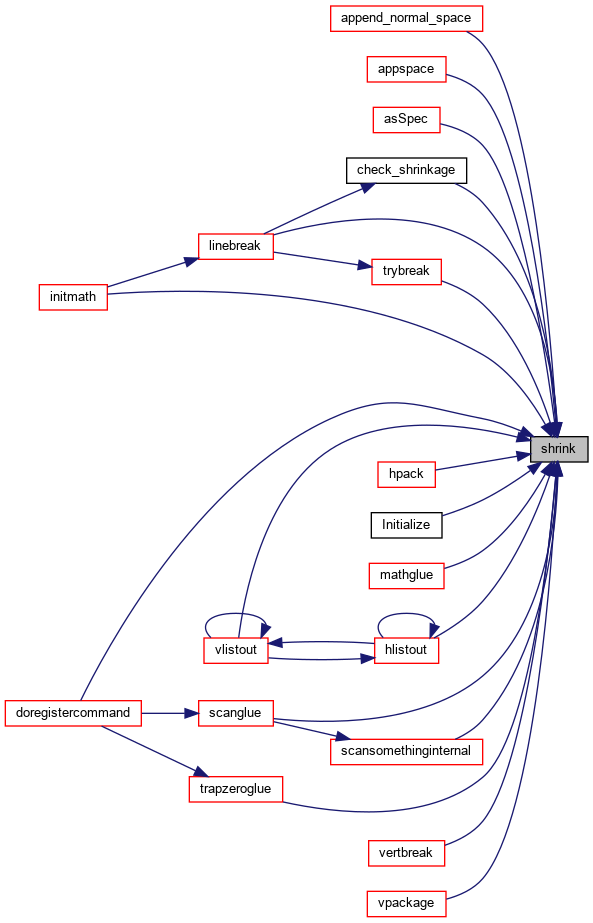 append_normal_space
appspace
asSpec
check_shrinkage
linebreak
trybreak
initmath
shrink
hpack
Initialize
mathglue
vlistout
hlistout
doregistercommand
scanglue
scansomethinginternal
trapzeroglue
vertbreak
vpackage